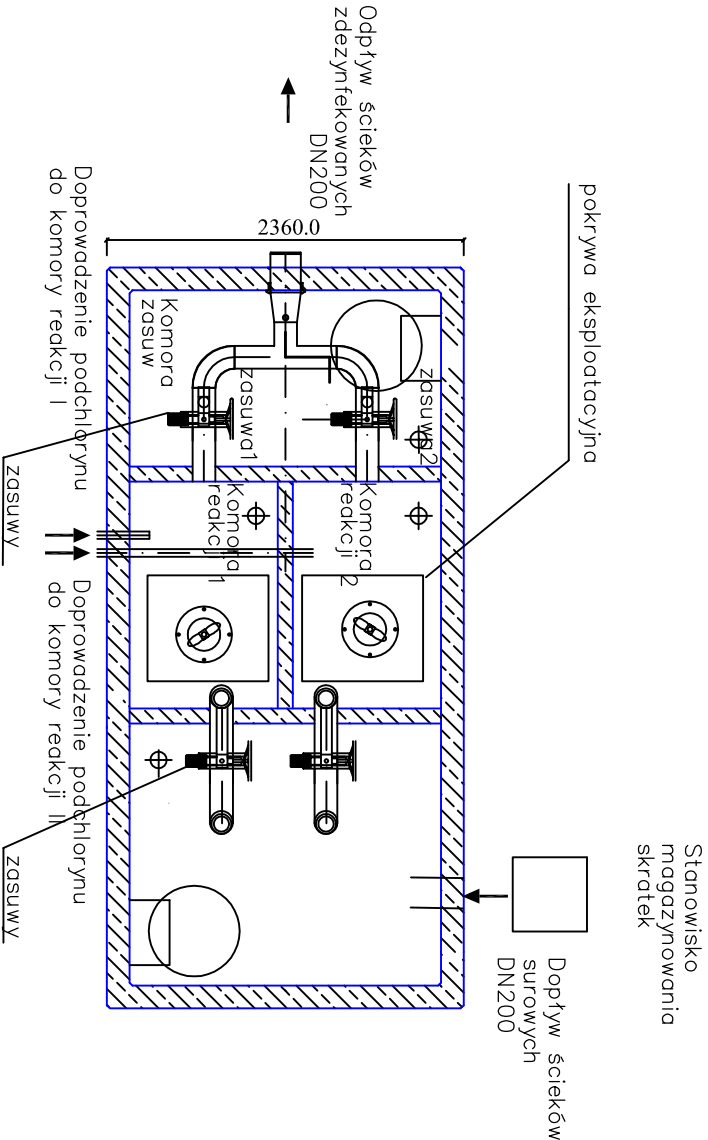 Odpływ ścieków
zdezynfekowanych
DN200
pokrywa eksploatacyjna
2360.0
Doprowadzenie podchlorynu
do komory reakcji I
Komora
zasuw
zasuwa1
zasuwa2
Komora
reakcji 1
Komora
reakcji 2
zasuwy
Doprowadzenie podchlorynu
do komory reakcji II
zasuwy
Stanowisko
magazynowania
skratek
Dopływ ścieków
surowych
DN200